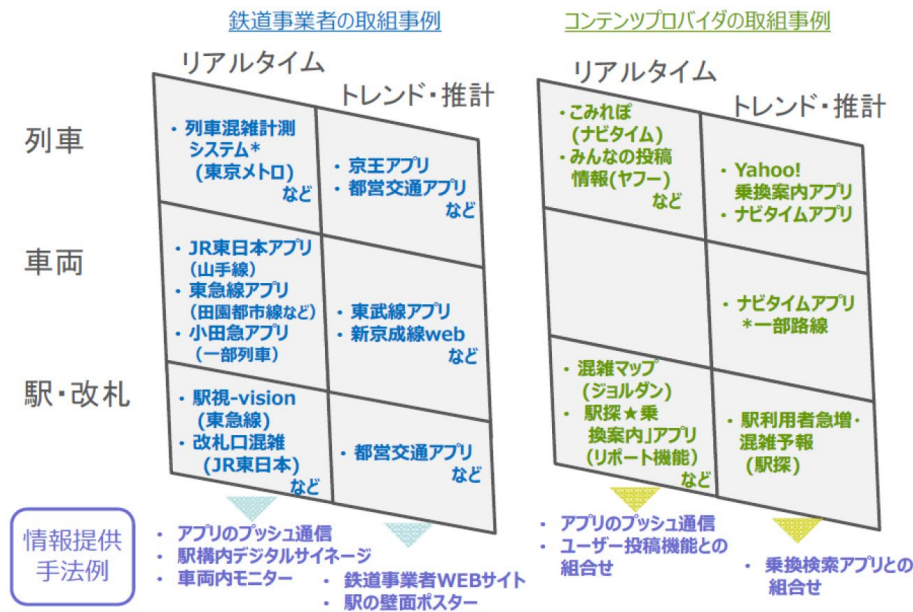 鉄道事業者の取組事例
リアルタイム
トレンド・推計
列車
・列車混雑計測
システム*
(東京メトロ)
など
・京王アプリ
・都営交通アプリ
など
車両
・JR東日本アプリ
(山手線)
・東急線アプリ
(田園都市線など)
・小田急アプリ
(一部列車)
・東武線アプリ
・新京成線web
など
駅・改札
・駅視-vision
(東急線)
・改札口混雑
(JR東日本)
など
・都営交通アプリ
など
コンテンツプロバイダの取組事例
リアルタイム
トレンド・推計
・こみれぽ
(ナビタイム)
・みんなの投稿
情報(ヤフー)
など
・Yahoo!
乗換案内アプリ
・ナビタイムアプリ
・ナビタイムアプリ
*一部路線
・混雑マップ
(ジョルダン)
・駅探★乗
換案内」アプリ
(リポート機能)
など
・駅利用者急増・
混雑予報
(駅探)
情報提供
手法例
・アプリのプッシュ通信
・駅構内デジタルサイネージ
・車両内モニター
・鉄道事業者WEBサイト
・駅の壁面ポスター
・アプリのプッシュ通信
・ユーザー投稿機能との
組合せ
・乗換検索アプリとの
組合せ